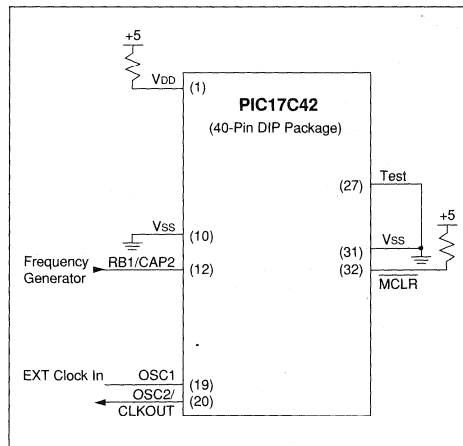 +5
VDD
(1)
PIC17C42
(40-Pin DIP Package)
(27)
Test
+5
Vss
(10)
(31)
Vss
Frequency
Generator
RB1/CAP2
(12)
(32)
MCLR
EXT Clock In
OSC1
(19)
OSC2/
CLKOUT
(20)